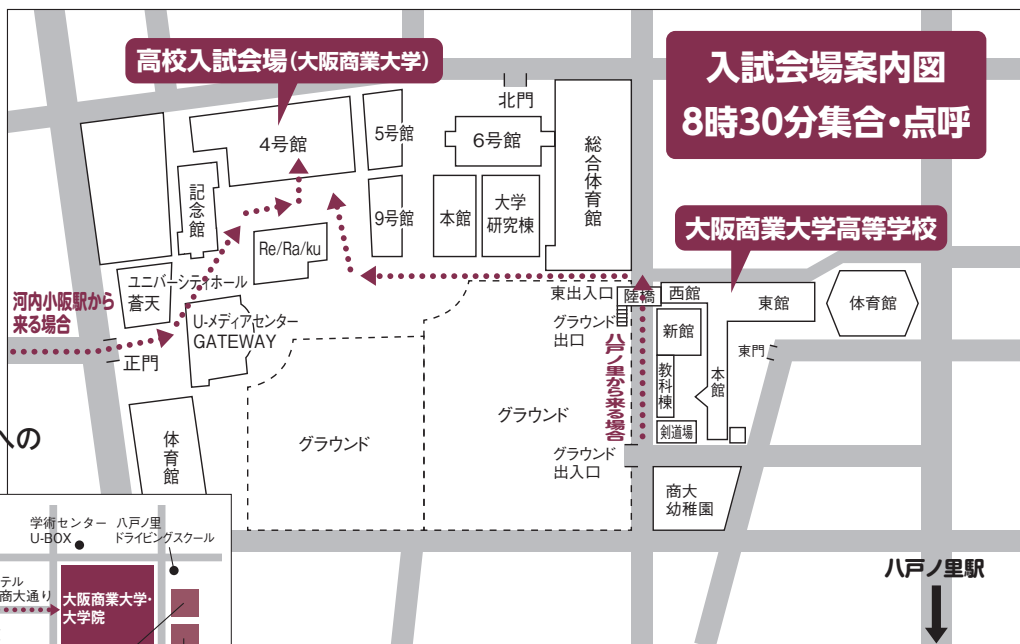 高校入試会場(大阪商業大学)
入試会場案内図
8時30分集合・点呼
北門
4号館
5号館
6号館
総合体育館
記念館
9号館
本館
大学
研究棟
大阪商業大学高等学校
Re/Ra/ku
ユニバーシティホール
蒼天
河内小阪駅から
来る場合
U-メディアセンター
GATEWAY
正門
東出入口
陸橋
西館
東館
体育館
グラウンド
出口
新館
東門
八戸ノ里から来る場合
教科棟
本館
剣道場
体育館
グラウンド
グラウンド
グラウンド
出入口
商大
幼稚園
への
学術センター
U-BOX
八戸ノ里
ドライビングスクール
テル
商大通り
大阪商業大学・
大学院
八戸ノ里駅